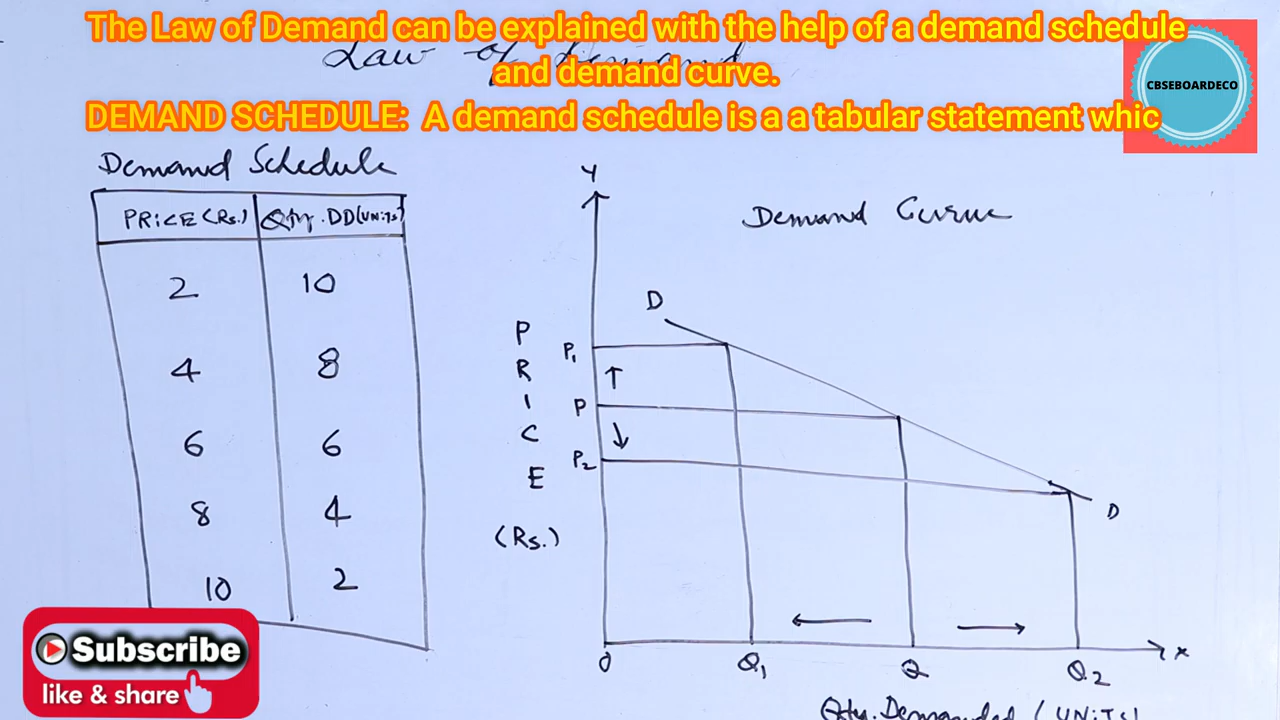 The Law of Demand can be explained with the help of a demand schedule
and demand curve.
DEMAND SCHEDULE: A demand schedule is a a tabular statement whic
Law of Demand
CBSEBOARDECO
Demand Schedule
PRICE (Rs.) Qty. DD (UNITS)
2 10
4 8
6 6
8 4
10 2
Demand Curve
Y
D
PRICE
(Rs.)
P1
P
P2
D
O Q1 Q Q2 X
Qty. Demanded (UNITS)
Subscribe
like & share